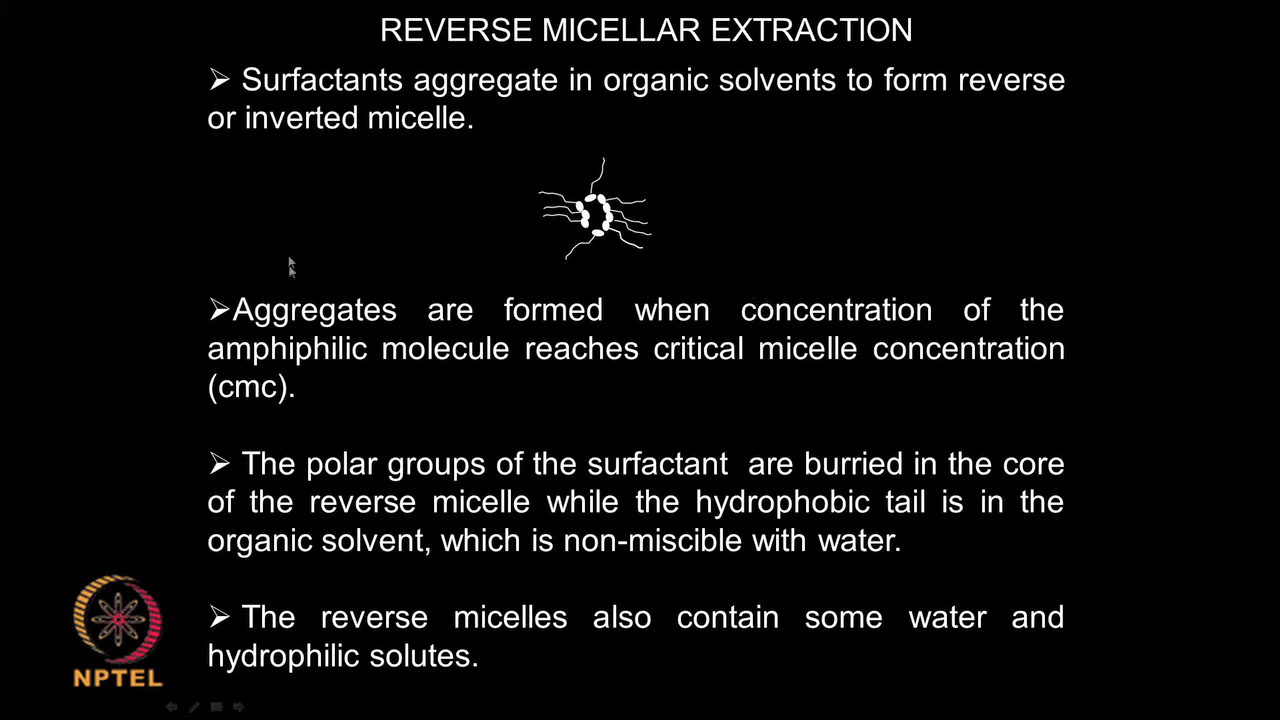 REVERSE MICELLAR EXTRACTION
➢ Surfactants aggregate in organic solvents to form reverse
or inverted micelle.
➢Aggregates are formed when concentration of the
amphiphilic molecule reaches critical micelle concentration
(cmc).
➢ The polar groups of the surfactant are burried in the core
of the reverse micelle while the hydrophobic tail is in the
organic solvent, which is non-miscible with water.
➢ The reverse micelles also contain some water and
hydrophilic solutes.
NPTEL